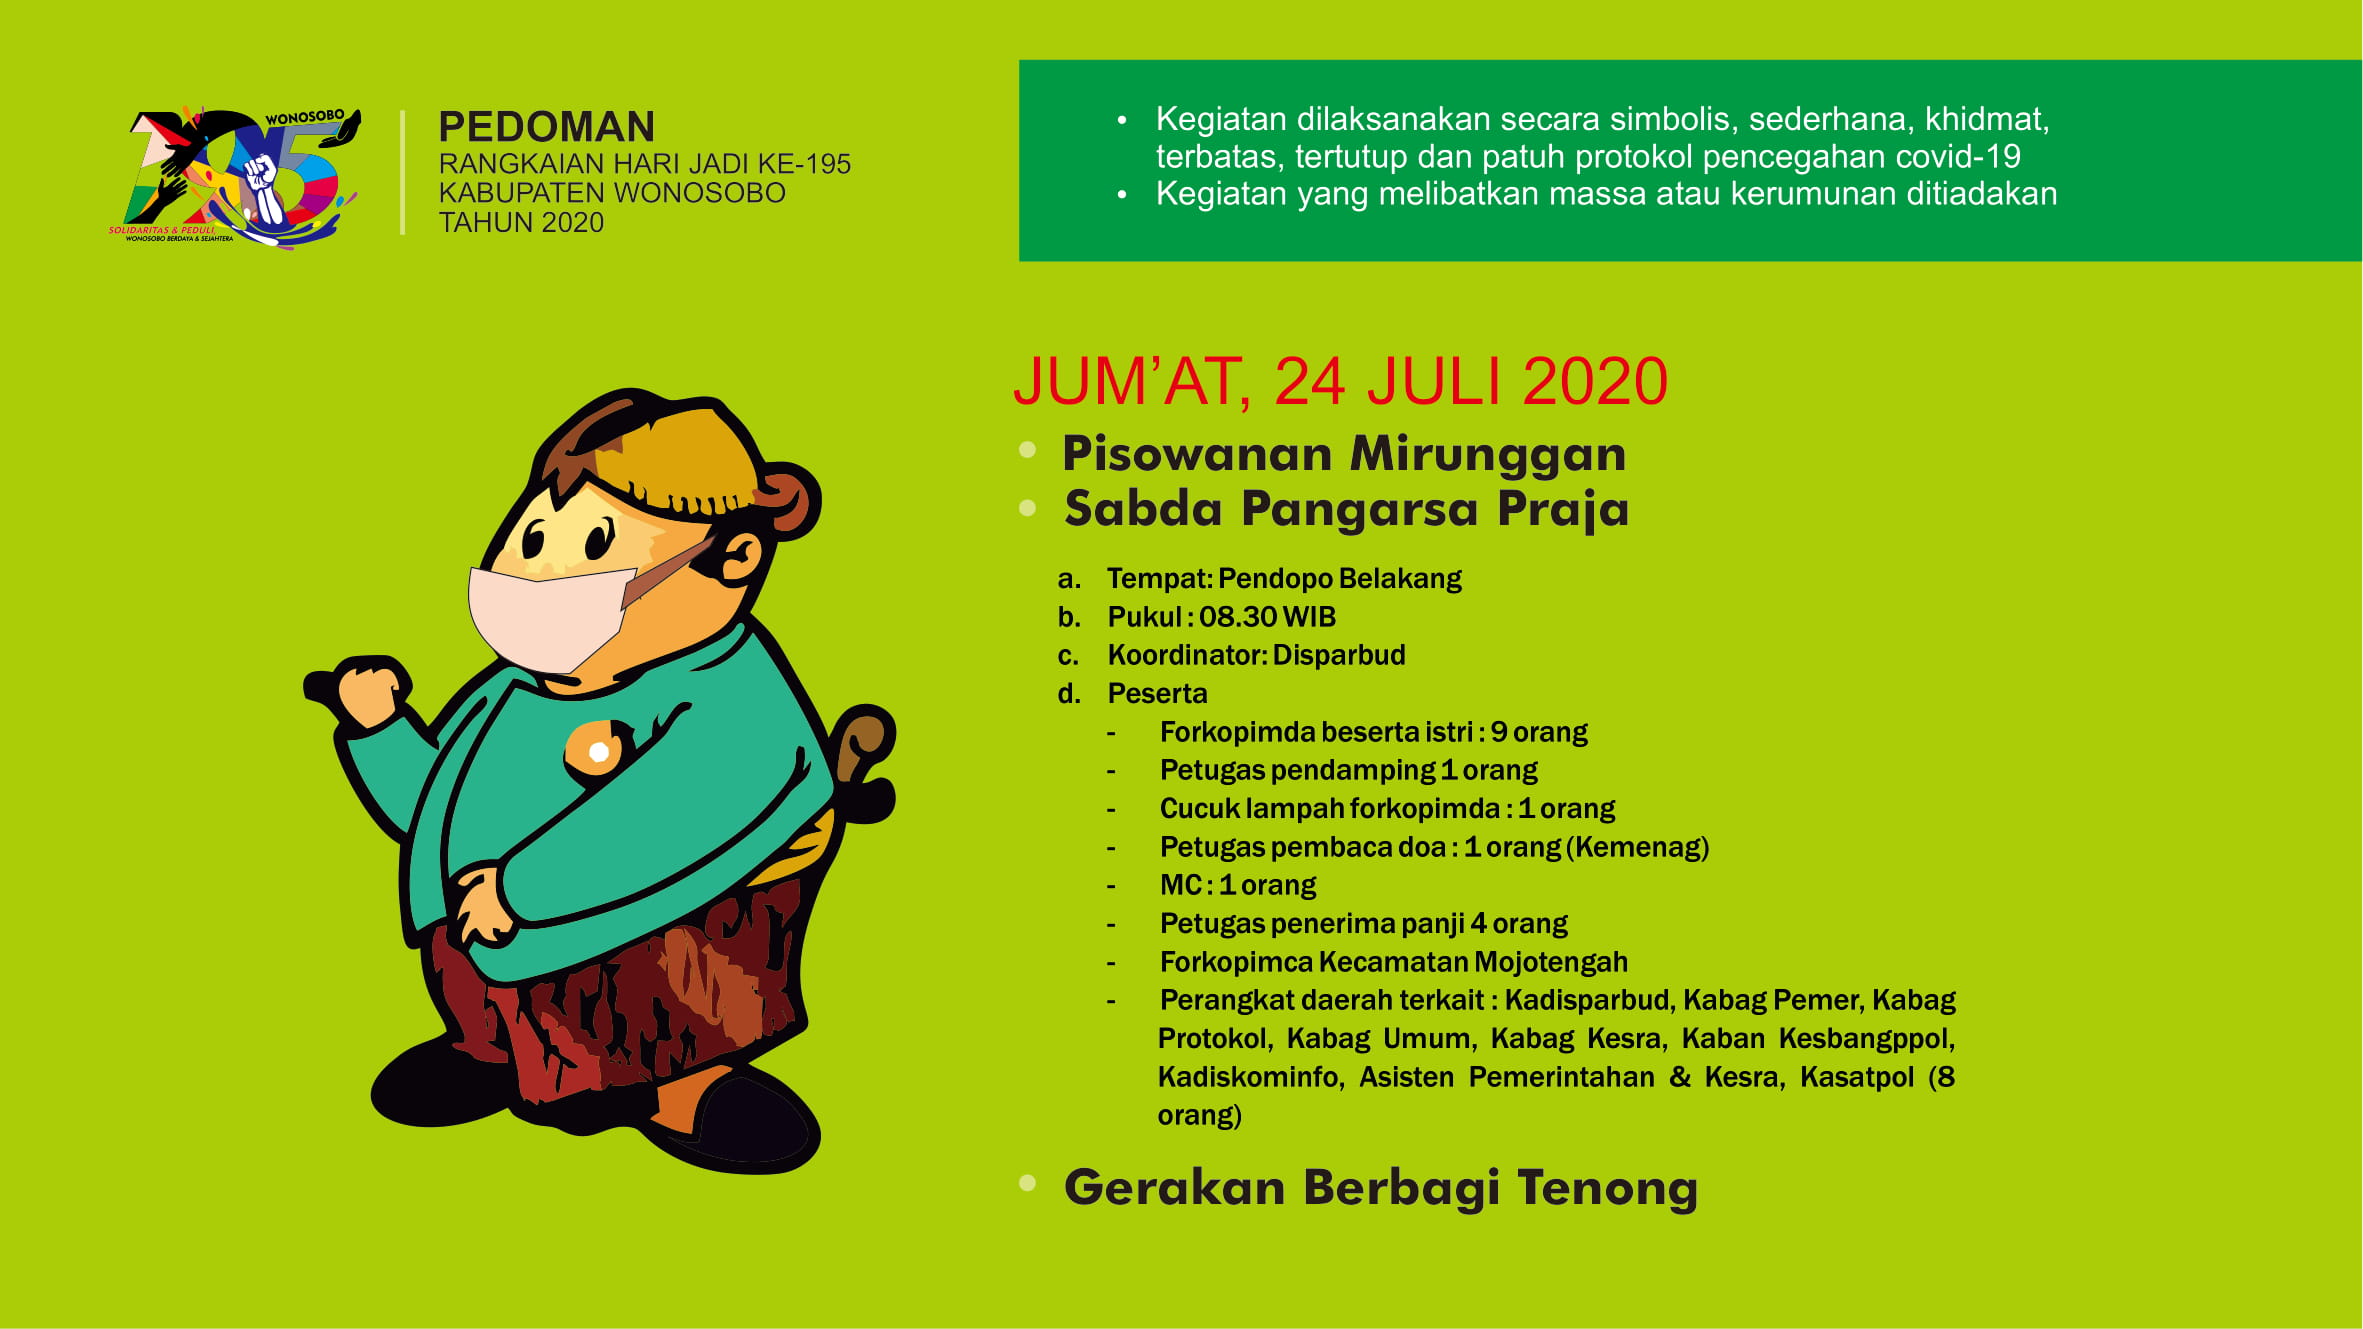 WONOSOBO
SOLIDARITAS & PEDULI,
WONOSOBO BERDAYA & SEJAHTERA
PEDOMAN
RANGKAIAN HARI JADI KE-195
KABUPATEN WONOSOBO
TAHUN 2020
• Kegiatan dilaksanakan secara simbolis, sederhana, khidmat,
terbatas, tertutup dan patuh protokol pencegahan covid-19
• Kegiatan yang melibatkan massa atau kerumunan ditiadakan
JUM’AT, 24 JULI 2020
• Pisowanan Mirunggan
• Sabda Pangarsa Praja
a. Tempat: Pendopo Belakang
b. Pukul : 08.30 WIB
c. Koordinator: Disparbud
d. Peserta
- Forkopimda beserta istri : 9 orang
- Petugas pendamping 1 orang
- Cucuk lampah forkopimda : 1 orang
- Petugas pembaca doa : 1 orang (Kemenag)
- MC : 1 orang
- Petugas penerima panji 4 orang
- Forkopimca Kecamatan Mojotengah
- Perangkat daerah terkait : Kadisparbud, Kabag Pemer, Kabag
Protokol, Kabag Umum, Kabag Kesra, Kaban Kesbangppol,
Kadiskominfo, Asisten Pemerintahan & Kesra, Kasatpol (8
orang)
• Gerakan Berbagi Tenong